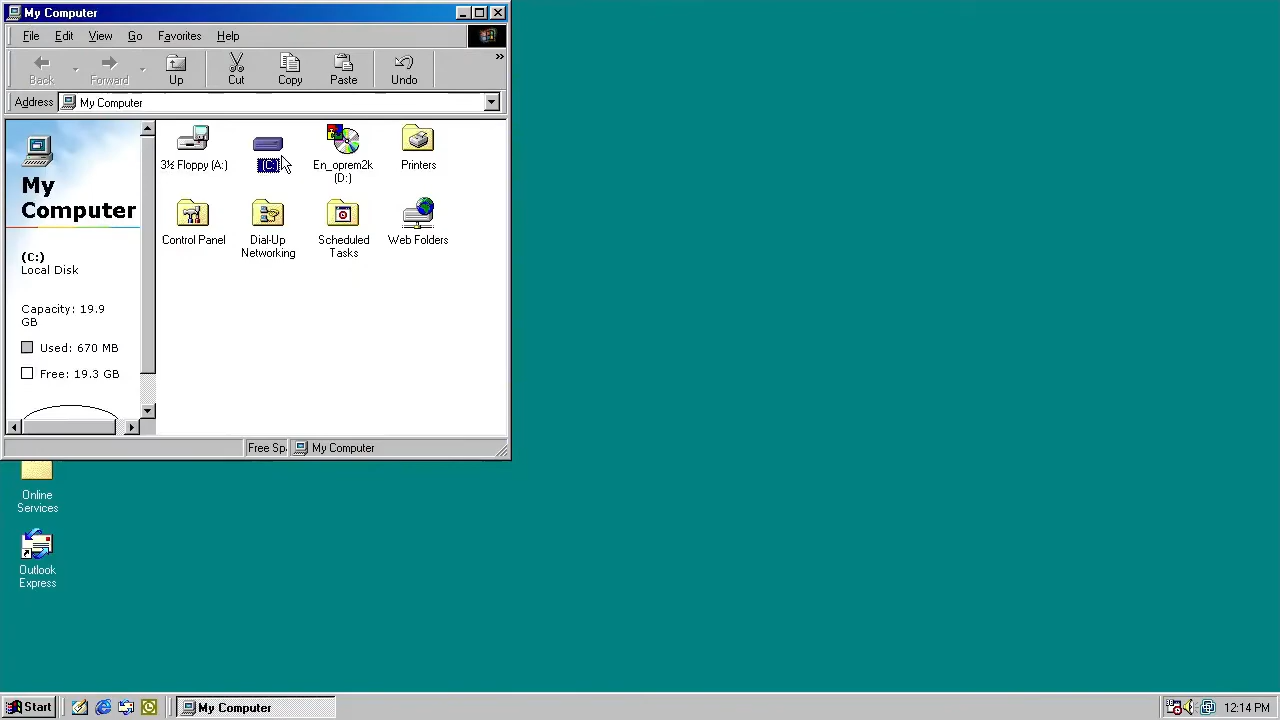 My Computer
File Edit View Go Favorites Help
Back Forward Up Cut Copy Paste Undo
Address My Computer
3½ Floppy (A:)
(C:)
En_oprem2k
(D:)
Printers
Control Panel
Dial-Up
Networking
Scheduled
Tasks
Web Folders
My
Computer
(C:)
Local Disk
Capacity: 19.9
GB
Used: 670 MB
Free: 19.3 GB
Free Sp. My Computer
Online
Services
Outlook
Express
Start My Computer 12:14 PM